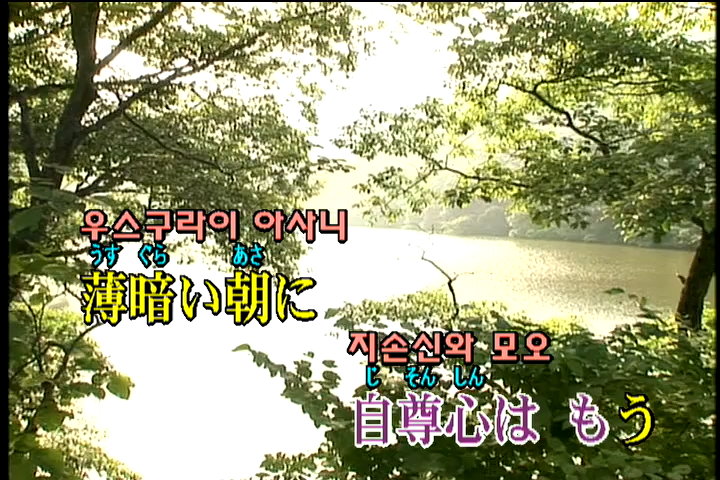 우스구라이 아사니
うす ぐら あさ
薄暗い朝に
지손신와 모오
じ そん しん
自尊心は もう